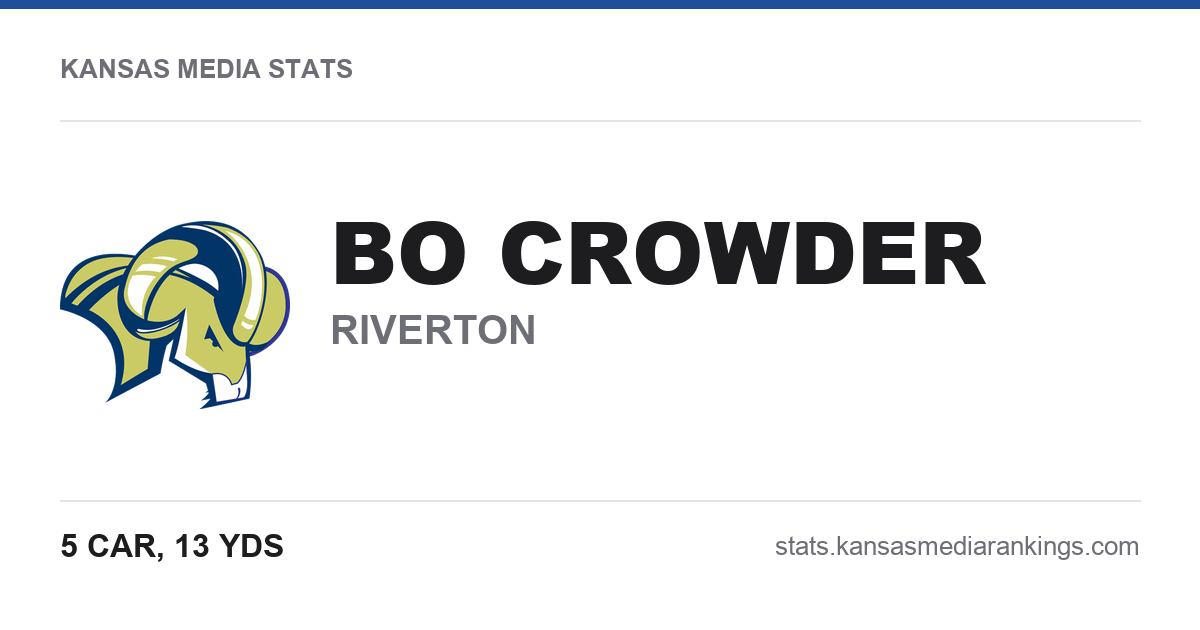 KANSAS MEDIA STATS
BO CROWDER
RIVERTON
5 CAR, 13 YDS
stats.kansasmediarankings.com